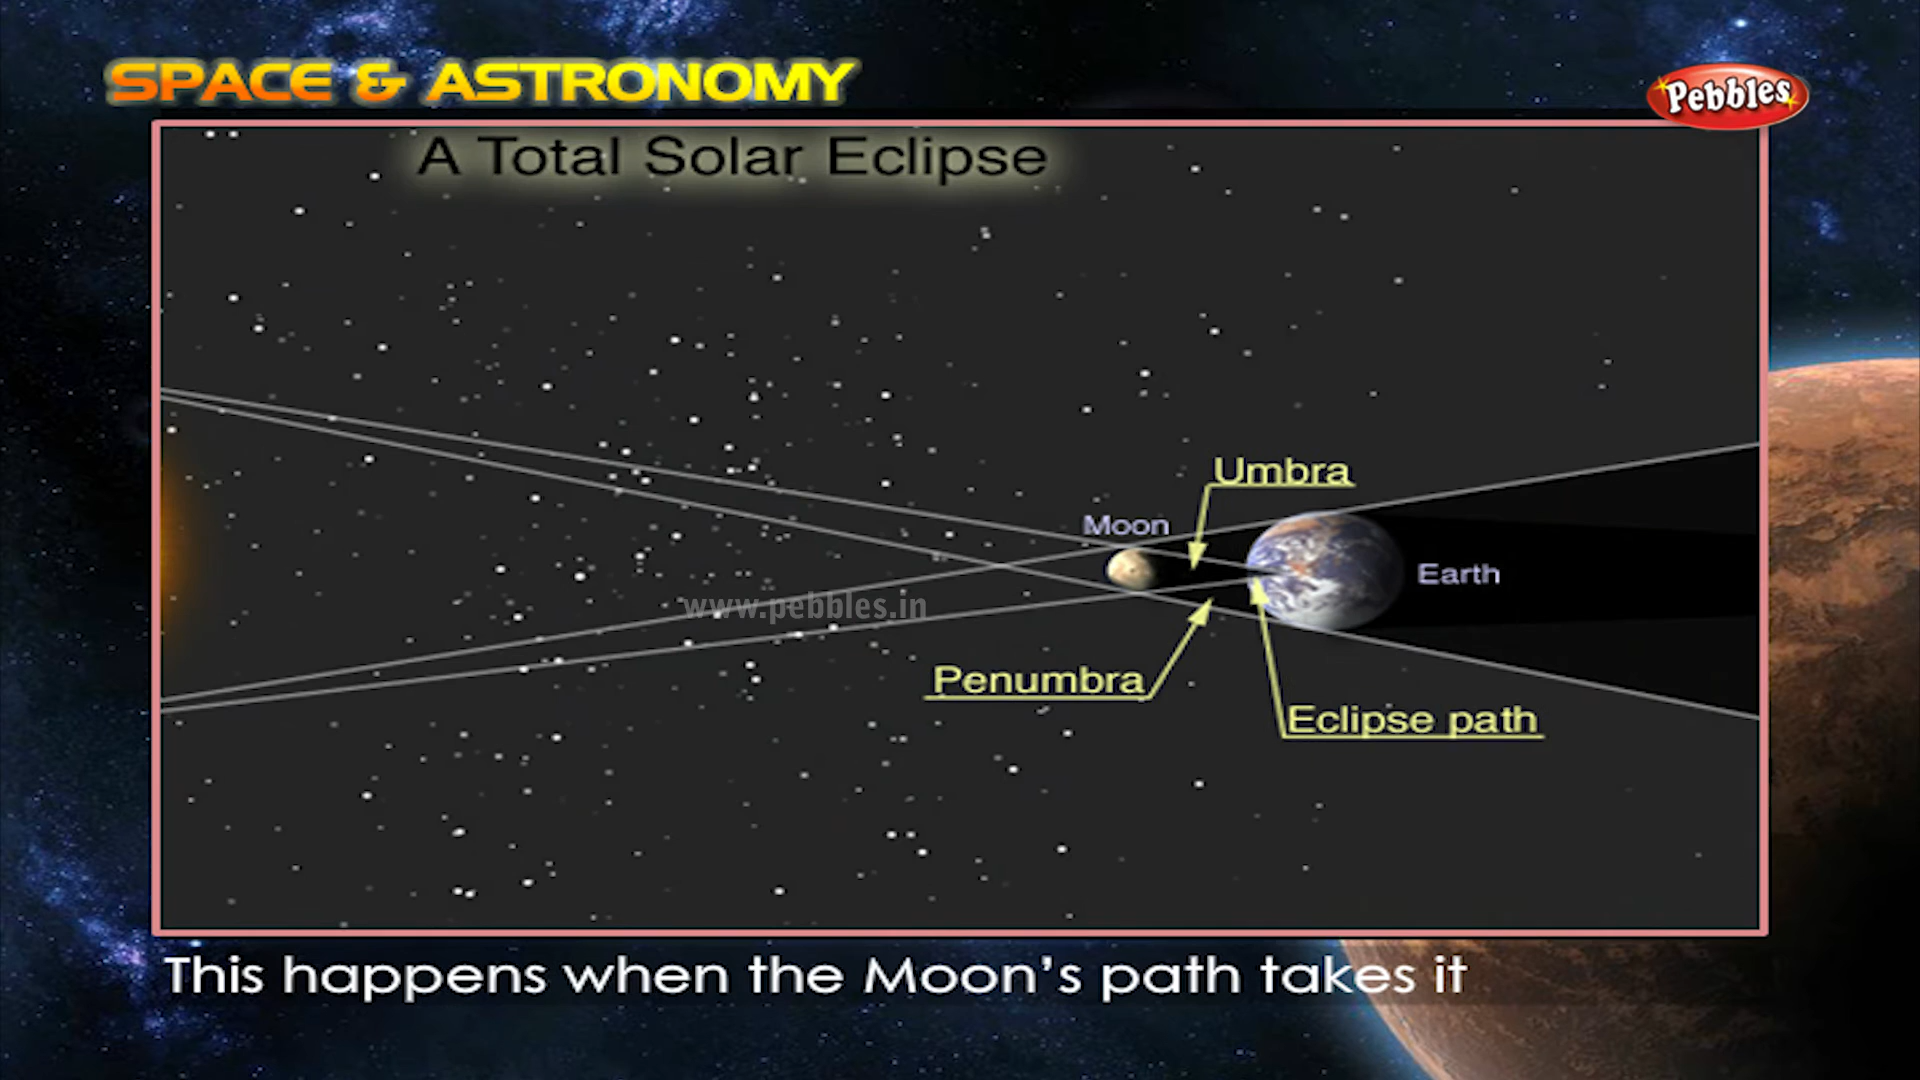 SPACE & ASTRONOMY
Pebbles
A Total Solar Eclipse
Umbra
Moon
Earth
www.pebbles.in
Penumbra
Eclipse path
This happens when the Moon's path takes it